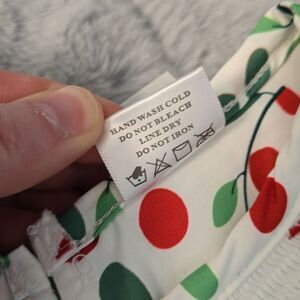 HAND WASH COLD
DO NOT BLEACH
LINE DRY
DO NOT IRON